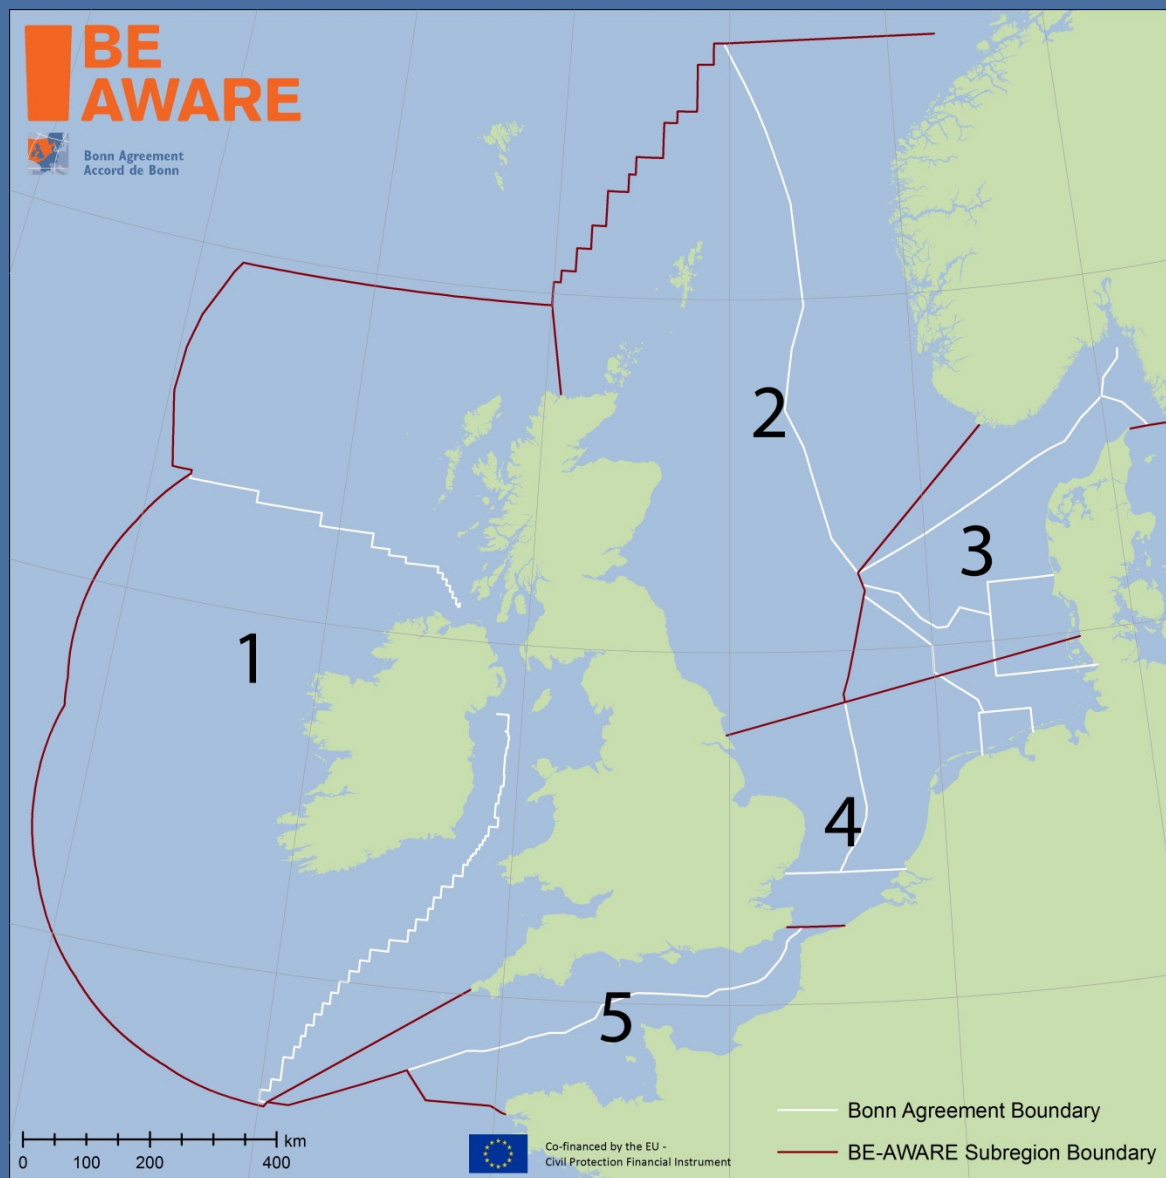 BE
AWARE
Bonn Agreement
Accord de Bonn
2
3
1
4
5
Bonn Agreement Boundary
BE-AWARE Subregion Boundary
km
0 100 200 400
Co-financed by the EU -
Civil Protection Financial Instrument